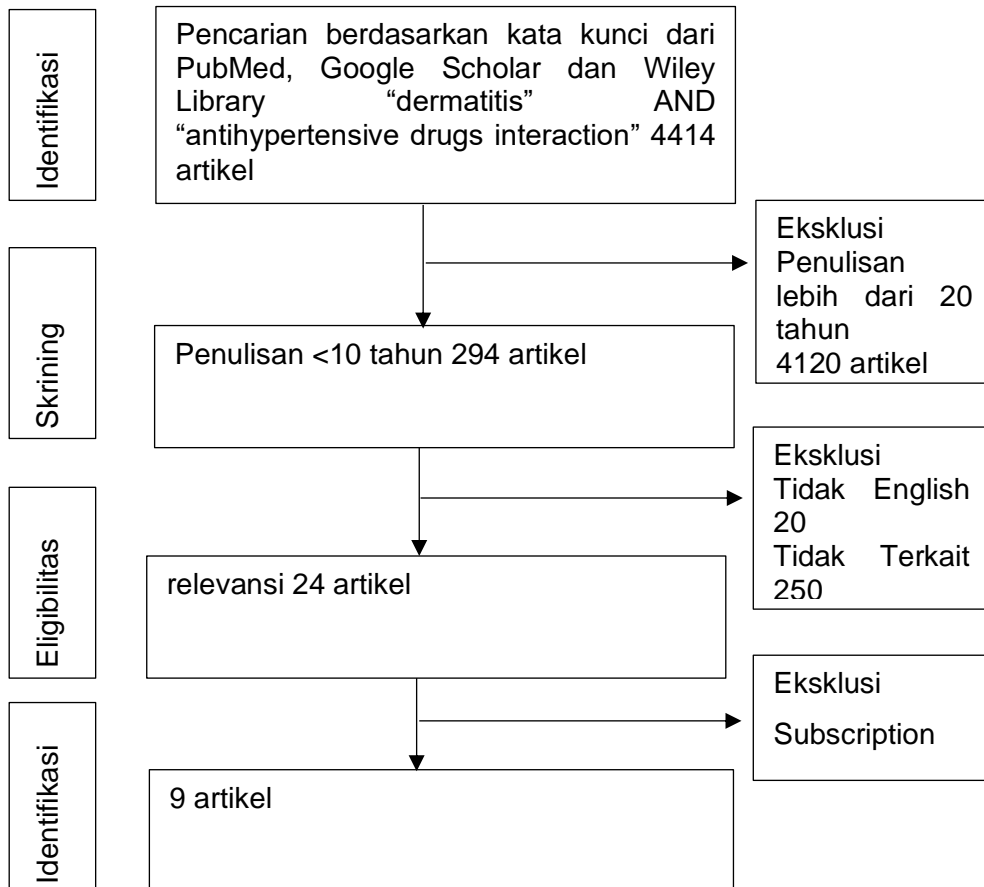 Identifikasi
Pencarian berdasarkan kata kunci dari
PubMed, Google Scholar dan Wiley
Library "dermatitis" AND
“antihypertensive drugs interaction” 4414
artikel
Eksklusi
Penulisan
lebih dari 20
tahun
4120 artikel
Skrining
Penulisan <10 tahun 294 artikel
Eksklusi
Tidak English
20
Tidak Terkait
250
Eligibilitas
relevansi 24 artikel
Eksklusi
Subscription
Identifikasi
9 artikel